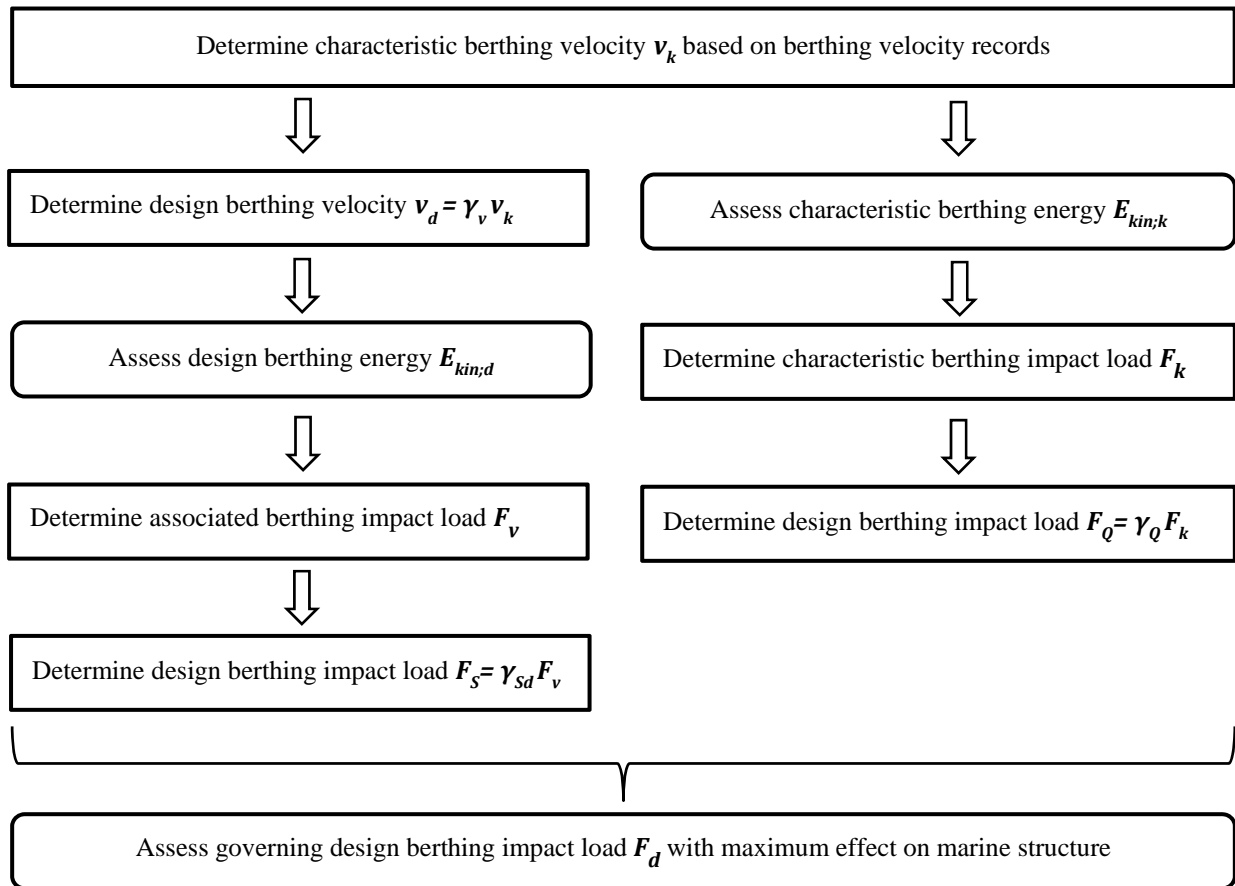 Determine characteristic berthing velocity v_k based on berthing velocity records
Determine design berthing velocity v_d = γ_v v_k
Assess design berthing energy E_kin;d
Determine associated berthing impact load F_v
Determine design berthing impact load F_S = γ_Sd F_v
Assess characteristic berthing energy E_kin;k
Determine characteristic berthing impact load F_k
Determine design berthing impact load F_Q = γ_Q F_k
Assess governing design berthing impact load F_d with maximum effect on marine structure